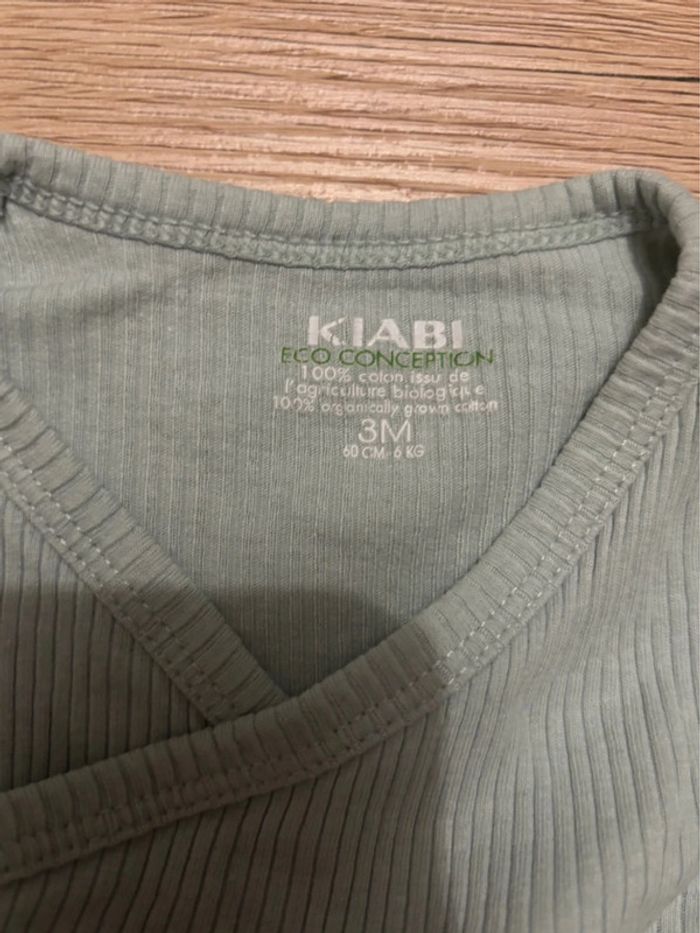 KIABI
ECO CONCEPTION
100% coton issu de
l'agriculture biologique
100% organically grown cotton
3M
60 CM - 6 KG